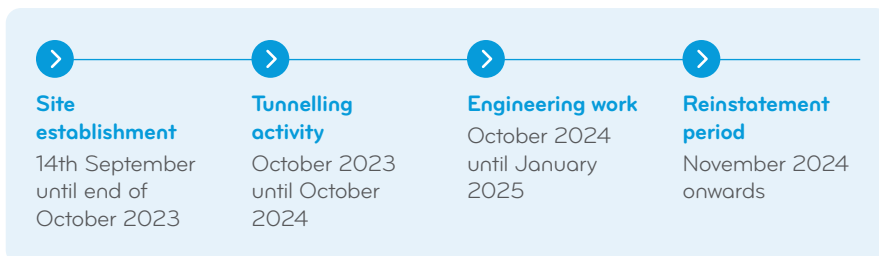 Site
establishment
14th September
until end of
October 2023
Tunnelling
activity
October 2023
until October
2024
Engineering work
October 2024
until January
2025
Reinstatement
period
November 2024
onwards